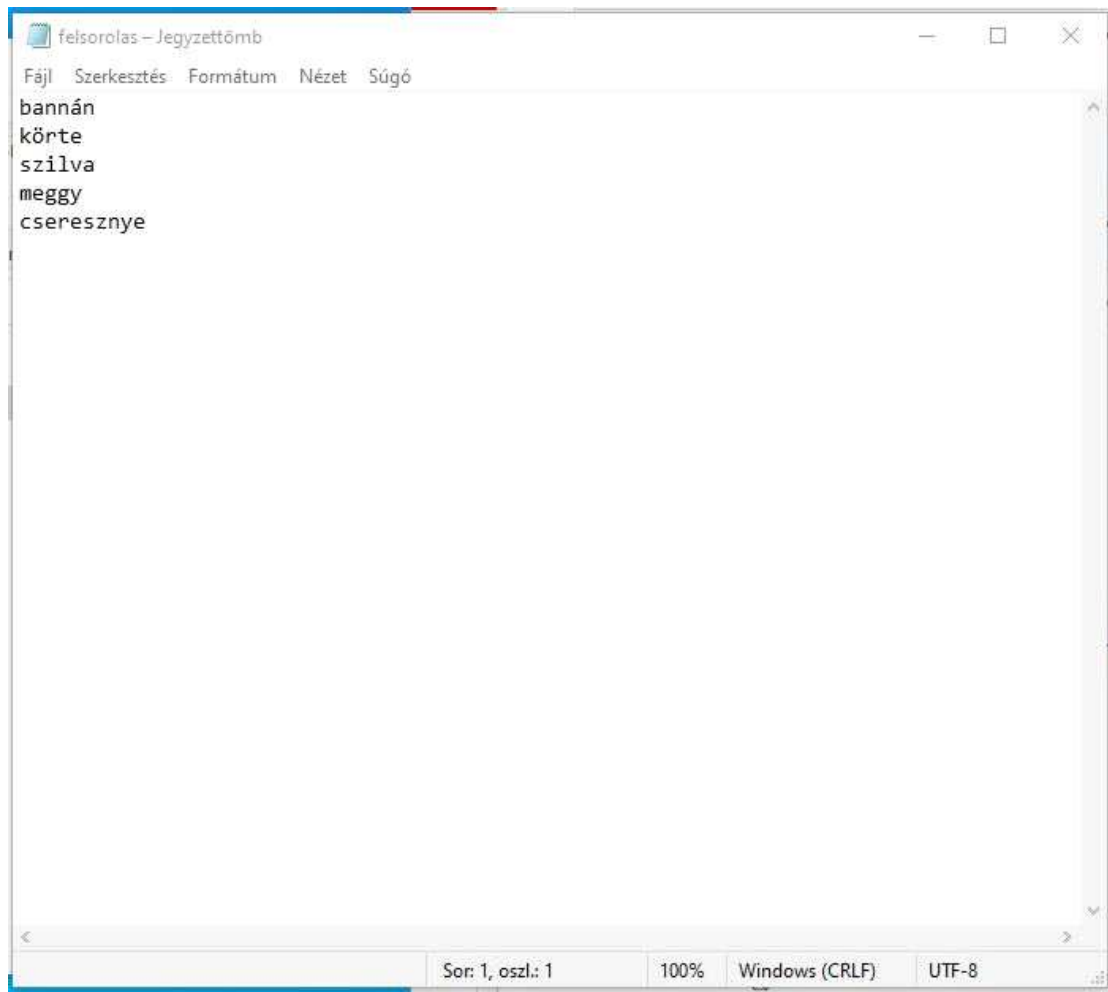 felsorolas – Jegyzettömb
Fájl Szerkesztés Formátum Nézet Súgó
bannán
körte
szilva
meggy
cseresznye
Sor: 1, oszl.: 1 100% Windows (CRLF) UTF-8